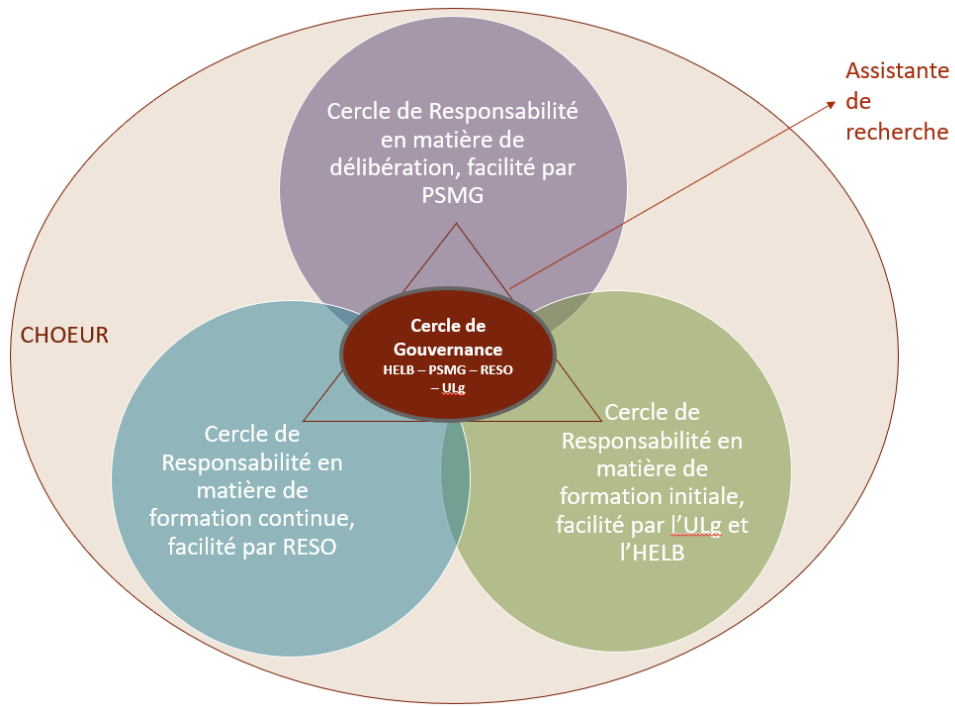 Cercle de Responsabilité
en matière de
délibération, facilité par
PSMG
Assistante
de
recherche
CHOEUR
Cercle de
Gouvernance
HELB – PSMG – RESO
– ULg
Cercle de
Responsabilité en
matière de
formation continue,
facilité par RESO
Cercle de
Responsabilité en
matière de
formation initiale,
facilité par l’ULg et
l’HELB